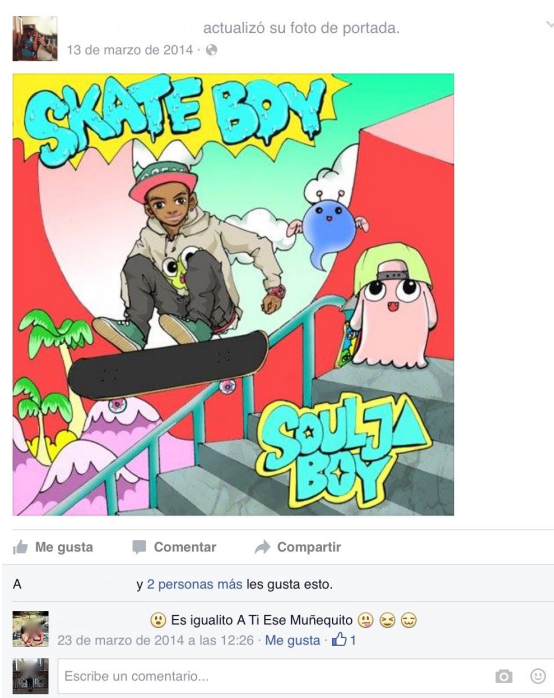 actualizó su foto de portada.
13 de marzo de 2014 ·
SKATE BOY
SOULJA
BOY
Me gusta Comentar Compartir
A y 2 personas más les gusta esto.
Es igualito A Ti Ese Muñequito
23 de marzo de 2014 a las 12:26 · Me gusta · 1
Escribe un comentario...